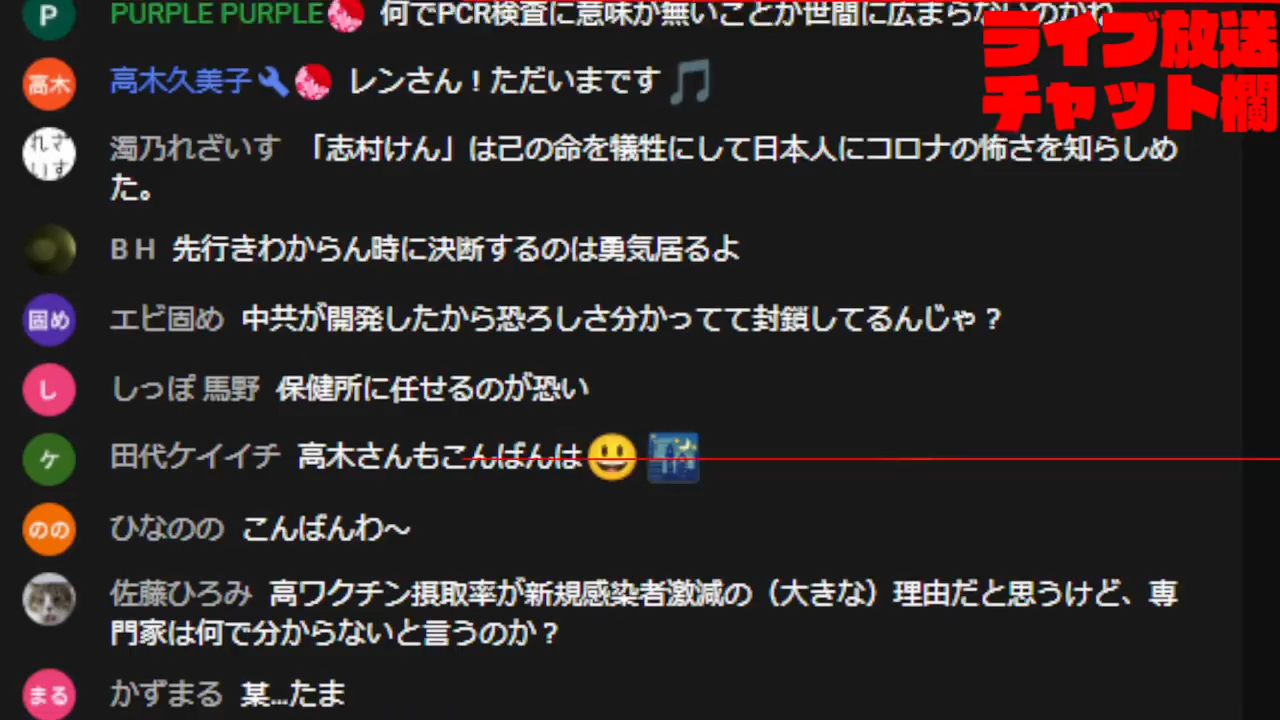 P PURPLE PURPLE 何でPCR検査に意味が無いことが世間に広まらないのかね
ライブ放送
チャット欄
高木 高木久美子 レンさん！ただいまです
れざいす 濁乃れざいす 「志村けん」は己の命を犠牲にして日本人にコロナの怖さを知らしめ
た。
B H 先行きわからん時に決断するのは勇気居るよ
固め エビ固め 中共が開発したから恐ろしさ分かってて封鎖してるんじゃ？
し しっぽ 馬野 保健所に任せるのが恐い
ケ 田代ケイイチ 高木さんもこんばんは😃🌃
のの ひなのの こんばんわ〜
佐藤ひろみ 高ワクチン摂取率が新規感染者激減の（大きな）理由だと思うけど、専
門家は何で分からないと言うのか？
まる かずまる 某...たま